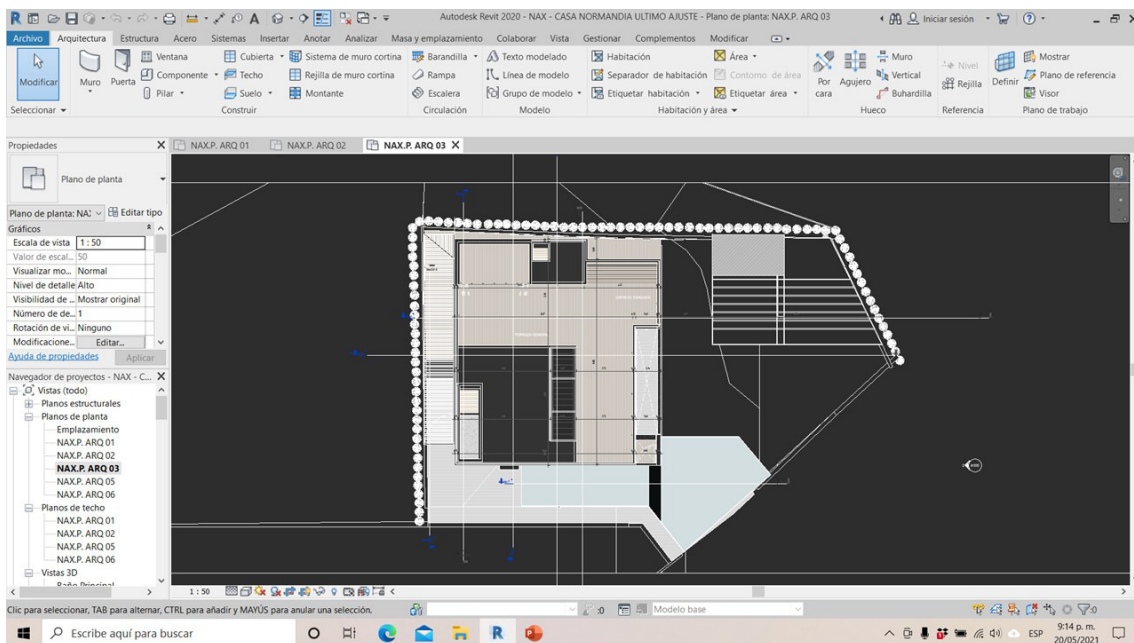 Autodesk Revit 2020 - NAX - CASA NORMANDIA ULTIMO AJUSTE - Plano de planta: NAX.P. ARQ 03
Iniciar sesión
Archivo Arquitectura Estructura Acero Sistemas Insertar Anotar Analizar Masa y emplazamiento Colaborar Vista Gestionar Complementos Modificar
Ventana Cubierta Sistema de muro cortina Barandilla Texto modelado Habitación Área Muro Nivel Mostrar
Modificar Muro Puerta Componente Techo Rejilla de muro cortina Rampa Línea de modelo Separador de habitación Contorno de área Por cara Agujero Vertical Rejilla Definir Plano de referencia
Pilar Suelo Montante Escalera Grupo de modelo Etiquetar habitación Etiquetar área Buhardilla Visor
Seleccionar Construir Circulación Modelo Habitación y área Hueco Referencia Plano de trabajo
Propiedades X NAX.P. ARQ 01 NAX.P. ARQ 02 NAX.P. ARQ 03 X
Plano de planta
Plano de planta: NAX Editar tipo
Gráficos
Escala de vista 1 : 50
Valor de escal... 50
Visualizar mo... Normal
Nivel de detalle Alto
Visibilidad de ... Mostrar original
Número de de... 1
Rotación de vi... Ninguno
Modificacione... Editar...
Ayuda de propiedades Aplicar
Navegador de proyectos - NAX - C... X
Vistas (todo)
Planos estructurales
Planos de planta
Emplazamiento
NAX.P. ARQ 01
NAX.P. ARQ 02
NAX.P. ARQ 03
NAX.P. ARQ 05
NAX.P. ARQ 06
Planos de techo
NAX.P. ARQ 01
NAX.P. ARQ 02
NAX.P. ARQ 05
NAX.P. ARQ 06
Vistas 3D
Baño Principal
1 : 50
Clic para seleccionar, TAB para alternar, CTRL para añadir y MAYÚS para anular una selección. :0 Modelo base :0
Escribe aquí para buscar ESP 9:14 p. m.
20/05/2021